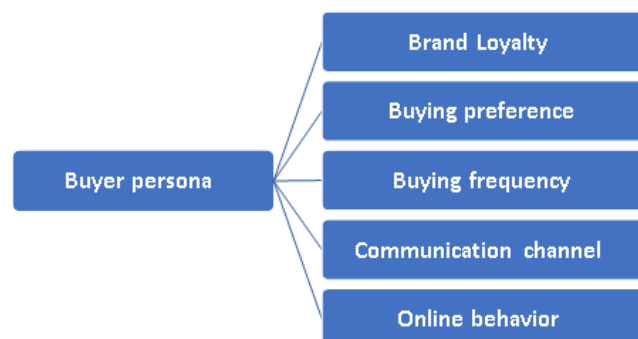 Brand Loyalty
Buying preference
Buyer persona
Buying frequency
Communication channel
Online behavior